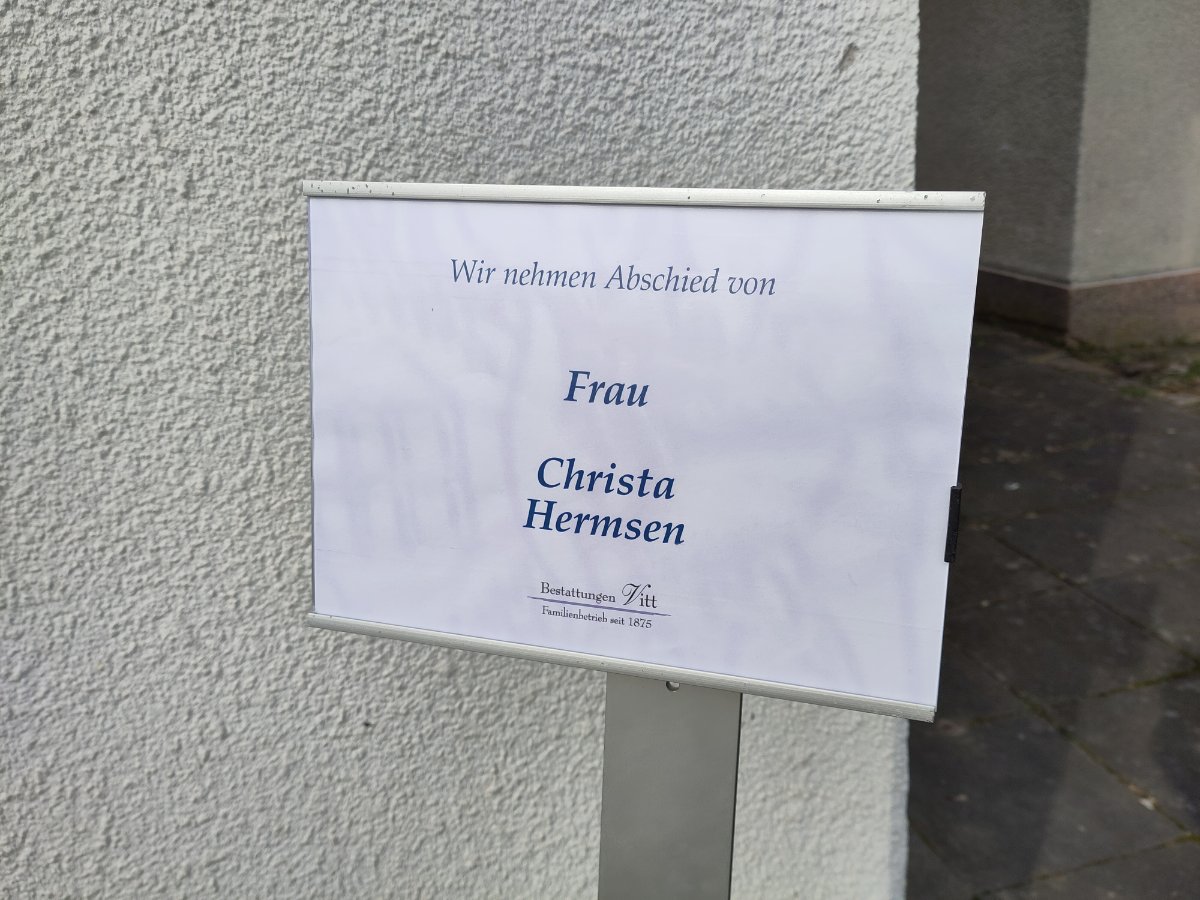 Wir nehmen Abschied von
Frau
Christa
Hermsen
Bestattungen Vitt
Familienbetrieb seit 1875